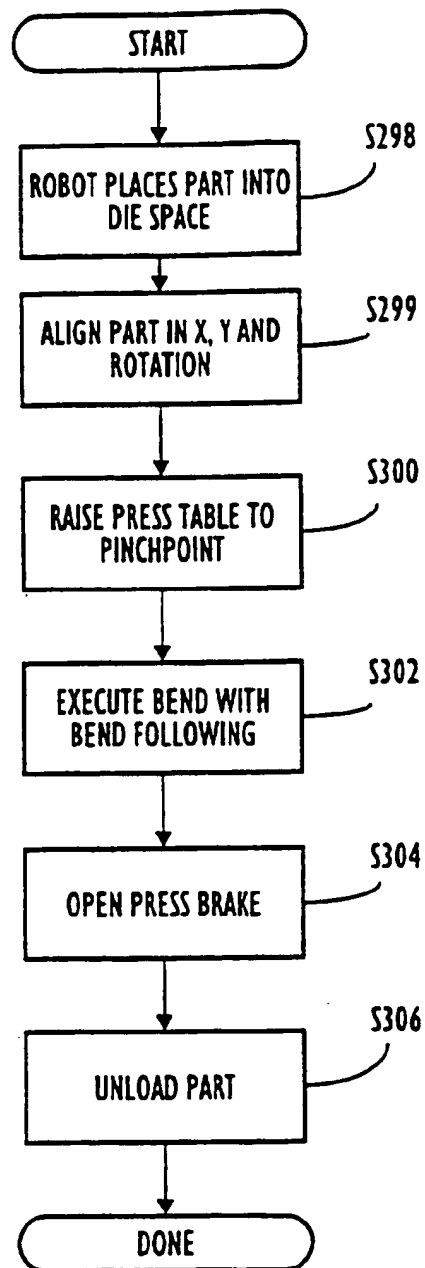 START
S298
ROBOT PLACES PART INTO
DIE SPACE
S299
ALIGN PART IN X, Y AND
ROTATION
S300
RAISE PRESS TABLE TO
PINCHPOINT
S302
EXECUTE BEND WITH
BEND FOLLOWING
S304
OPEN PRESS BRAKE
S306
UNLOAD PART
DONE